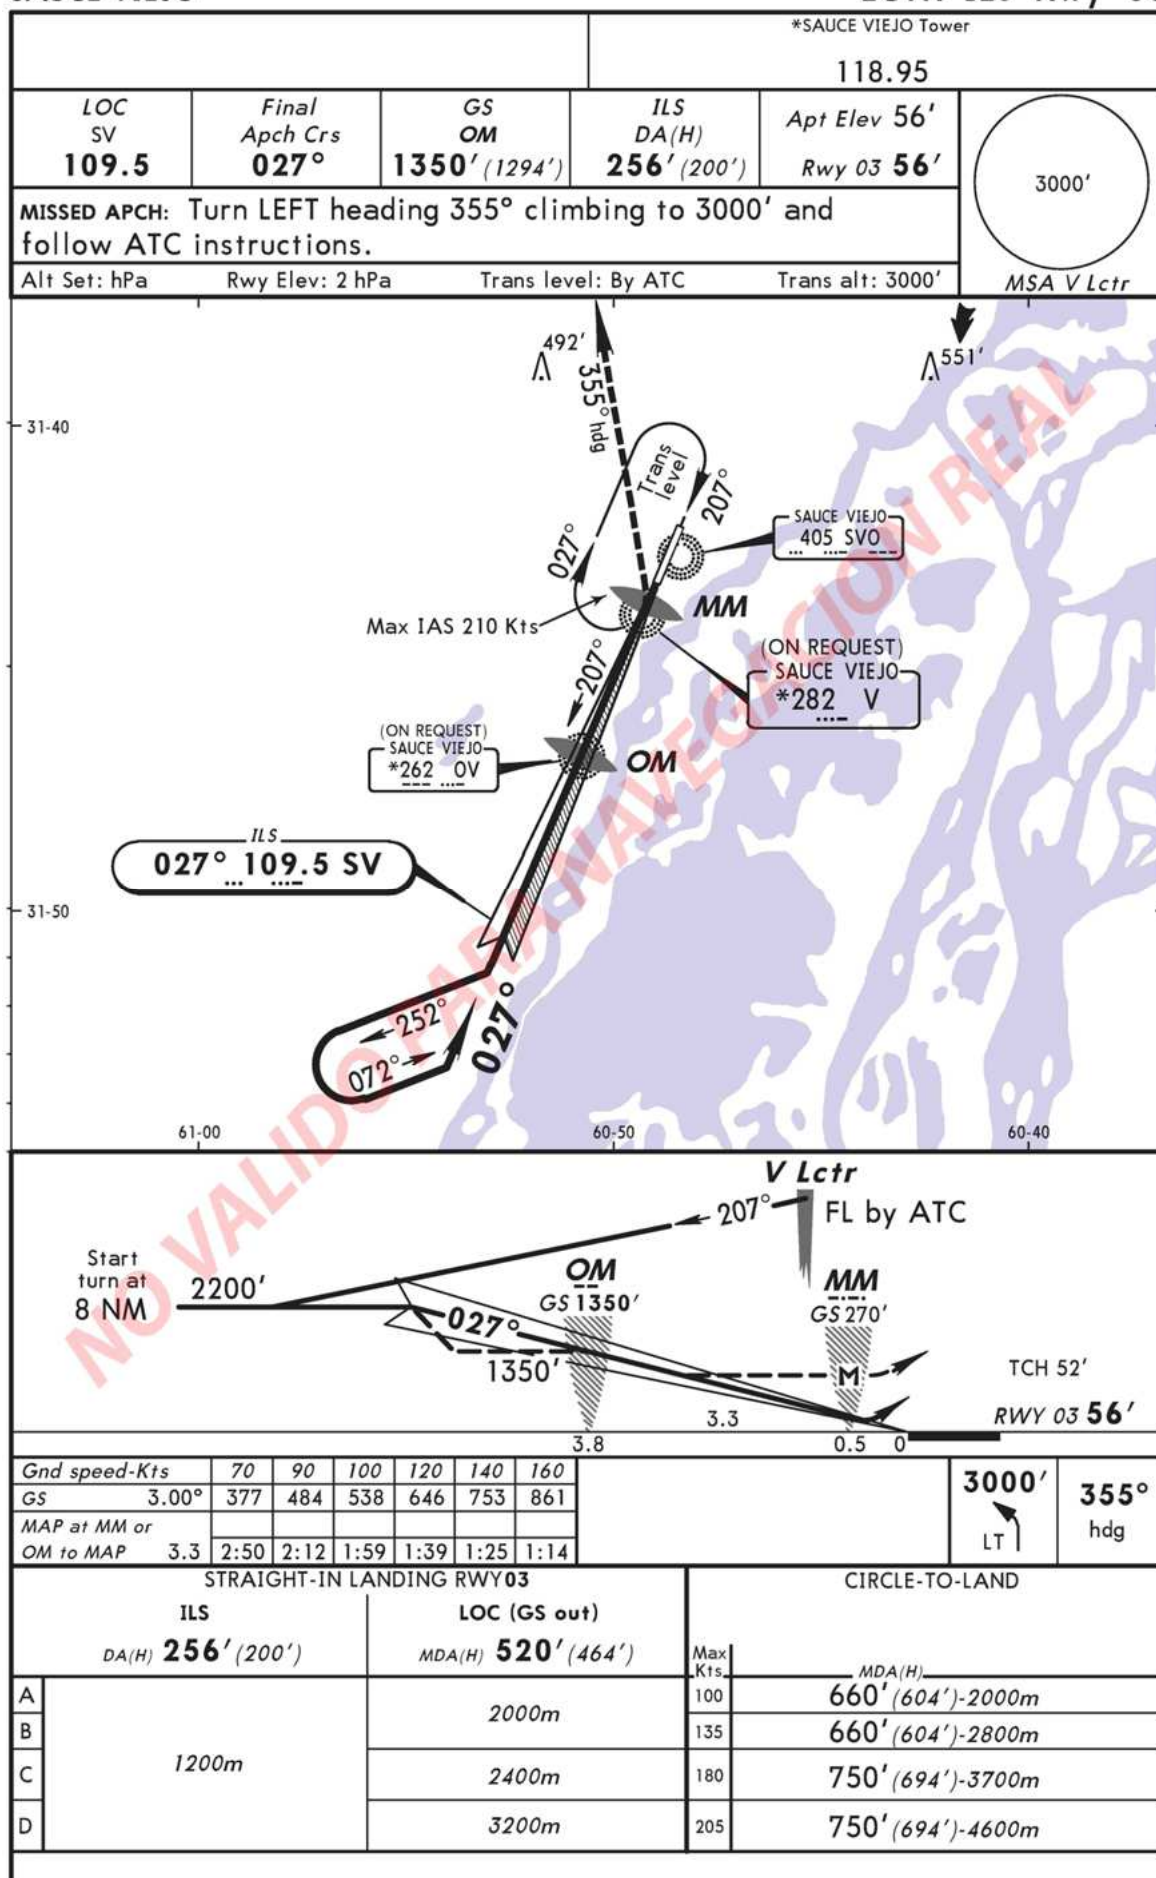 *SAUCE VIEJO Tower
118.95
LOC
SV
109.5
Final
Apch Crs
027°
GS
OM
1350' (1294')
ILS
DA(H)
256' (200')
Apt Elev 56'
Rwy 03 56'
3000'
MSA V Lctr
MISSED APCH: Turn LEFT heading 355° climbing to 3000' and
follow ATC instructions.
Alt Set: hPa Rwy Elev: 2 hPa Trans level: By ATC Trans alt: 3000'
492'
551'
355° hdg
31-40
Trans
level
207°
027°
SAUCE VIEJO
405 SVO
Max IAS 210 Kts
MM
(ON REQUEST)
SAUCE VIEJO
*282 V
207°
(ON REQUEST)
SAUCE VIEJO
*262 OV
OM
ILS
027° 109.5 SV
31-50
252°
072°
027°
61-00 60-50 60-40
NO VALIDO PARA NAVEGACION REAL
V Lctr
207°
FL by ATC
Start
turn at
8 NM
2200'
OM
GS 1350'
MM
GS 270'
027°
1350'
M
TCH 52'
3.3
RWY 03 56'
3.8 0.5 0
Gnd speed-Kts 70 90 100 120 140 160
GS 3.00° 377 484 538 646 753 861
MAP at MM or
OM to MAP 3.3 2:50 2:12 1:59 1:39 1:25 1:14
3000'
LT
355°
hdg
STRAIGHT-IN LANDING RWY 03
ILS
DA(H) 256' (200')
LOC (GS out)
MDA(H) 520' (464')
CIRCLE-TO-LAND
Max
Kts
MDA(H)
A
B
C
D
1200m
2000m
2400m
3200m
100 660' (604')-2000m
135 660' (604')-2800m
180 750' (694')-3700m
205 750' (694')-4600m